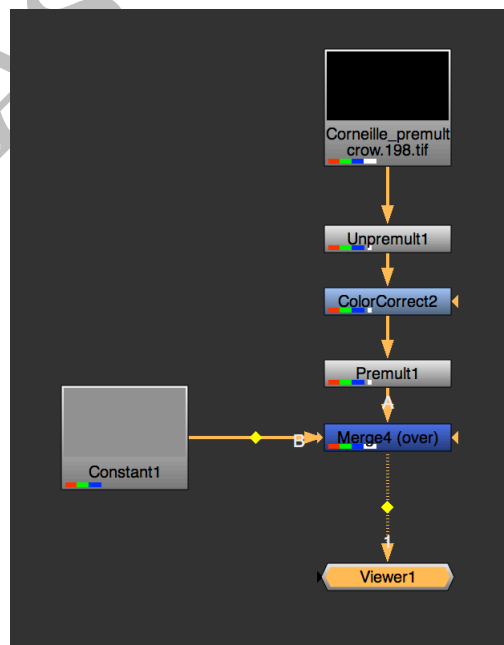 Corneille_premult
crow.198.tif
Unpremult1
ColorCorrect2
Premult1
A
Constant1
B
Merge4 (over)
1
Viewer1